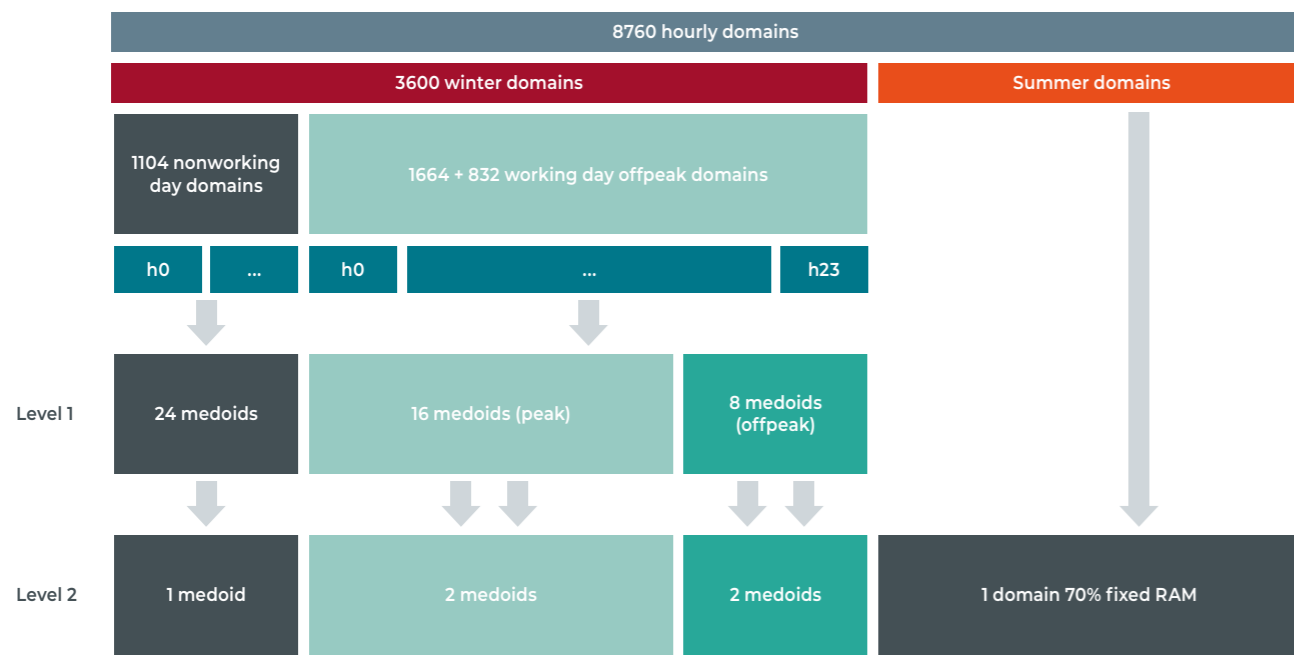 8760 hourly domains
3600 winter domains
Summer domains
1104 nonworking
day domains
1664 + 832 working day offpeak domains
h0
...
h0
...
h23
Level 1
24 medoids
16 medoids (peak)
8 medoids
(offpeak)
Level 2
1 medoid
2 medoids
2 medoids
1 domain 70% fixed RAM